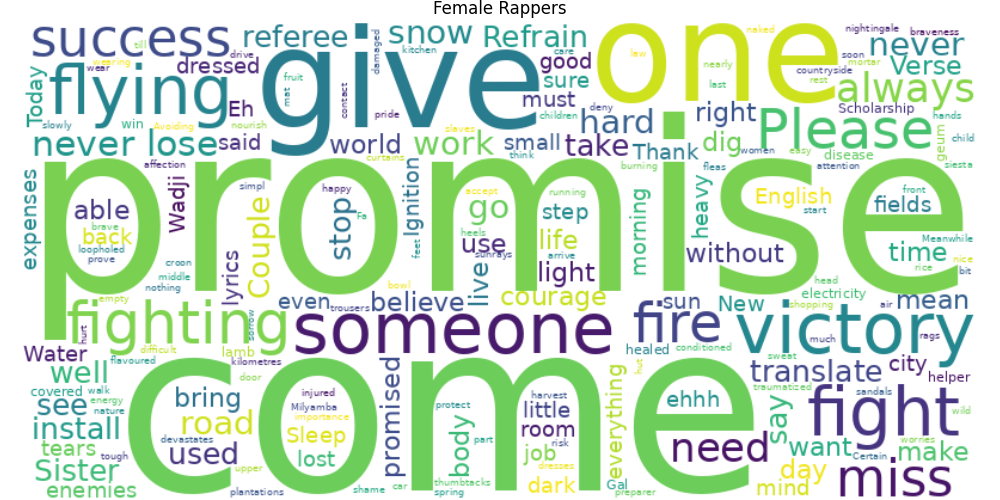 Female Rappers
success referee snow Refrain nightingale braveness
till kitchen damaged care law naked never
wearing drive dressed good nearly soon Verse
wear fruit give one countryside
Today flying mat contact sure last rest mortar always
Eh pride must deny right Scholarship hands
slowly win nourish children hard Please
Avoiding slaves women easy child
never lose said world work small take Thank dig disease geum
affection curtains think burning fleas attention siesta
expenses Wadji simpl happy Ignition accept running heavy English front
able Couple stop Fa go step morning start fields
brave back heels feet use life Meanwhile
loopholed prove sunrays arrive without time nice
croon lyrics live light head rice bit
middle nothing promise electricity
empty even trousers bowl believe courage sun New shopping air mean
fighting hurt sorrow someone fire victory much rags
difficult conditioned
Water lamb kilometres healed translate sweat city helper
flavoured door
well come traumatized
covered walk bring injured promised harvest hut everything ehhh sandals fight
see energy Milyamba protect little need say wild
nature road importance room
install devastates Sleep body part risk want worries
tears tough used lost job make
Sister upper dresses dark day Certain miss
enemies plantations shame car thumbtacks spring Gal preparer mind